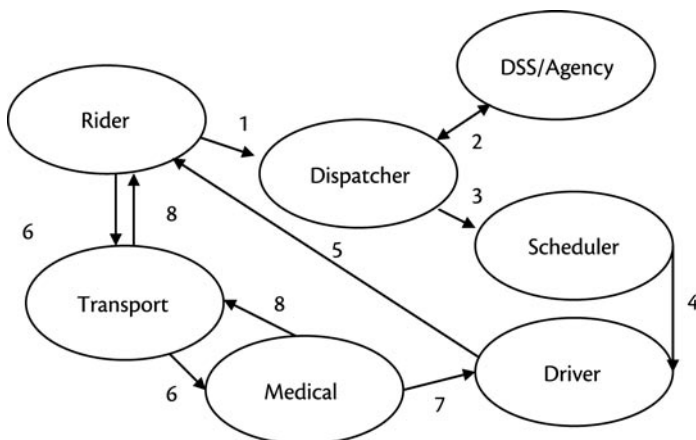 DSS/Agency
Rider
1
2
Dispatcher
3
Scheduler
6
8
5
Transport
8
4
6
Medical
7
Driver